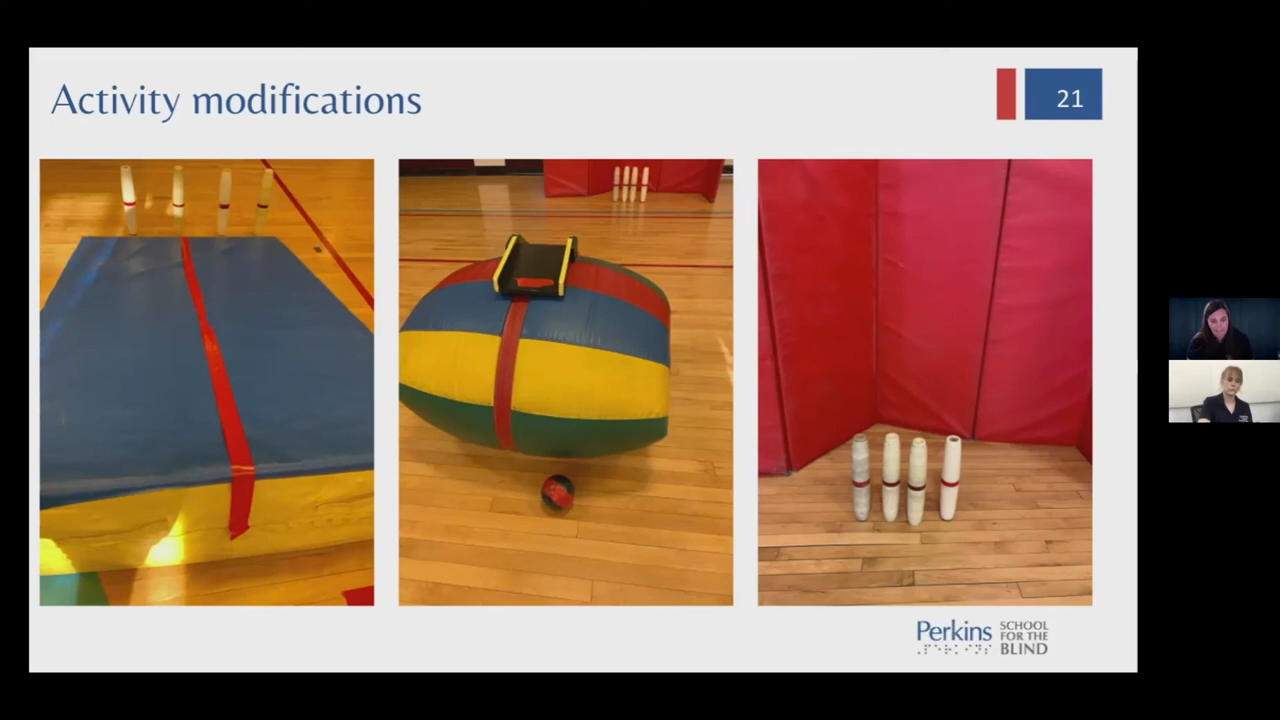 Activity modifications
21
Perkins
SCHOOL
FOR THE
BLIND
⠠⠏⠑⠗⠅⠊⠝⠎